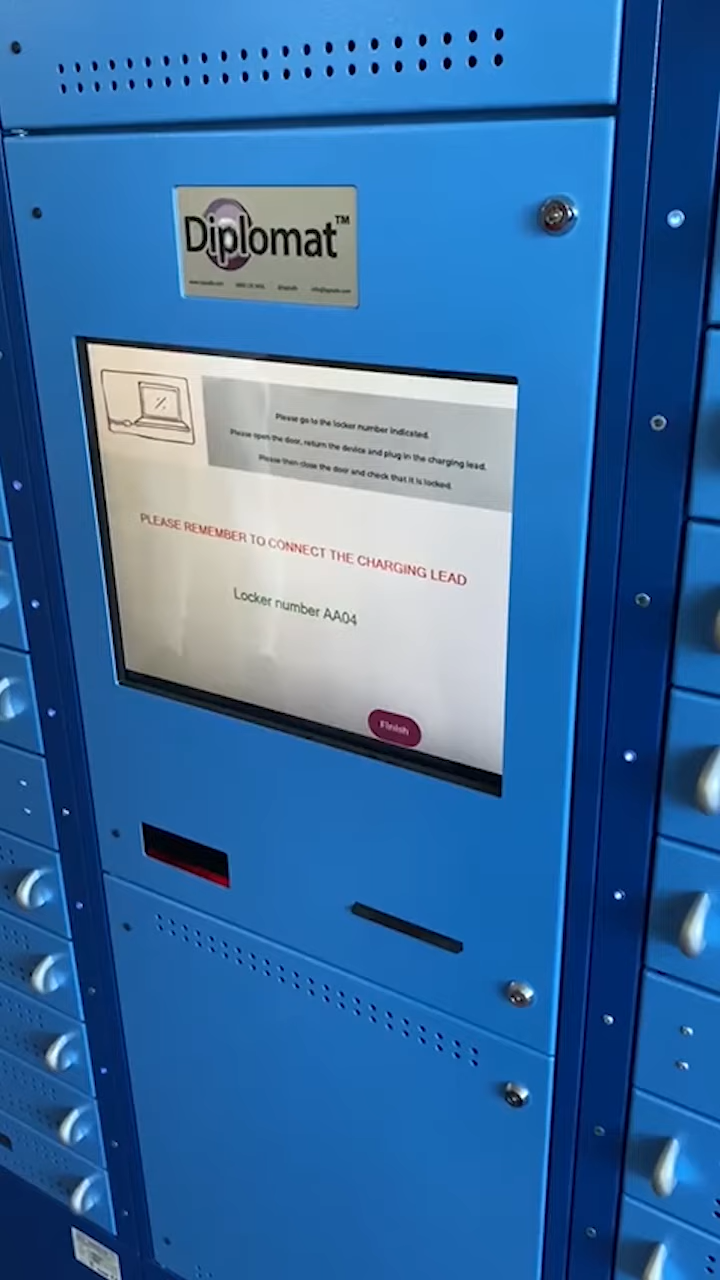 Diplomat™
Please go to the locker number indicated.
Please open the door, return the device and plug in the charging lead.
Please then close the door and check that it is locked.
PLEASE REMEMBER TO CONNECT THE CHARGING LEAD
Locker number AA04
Finish